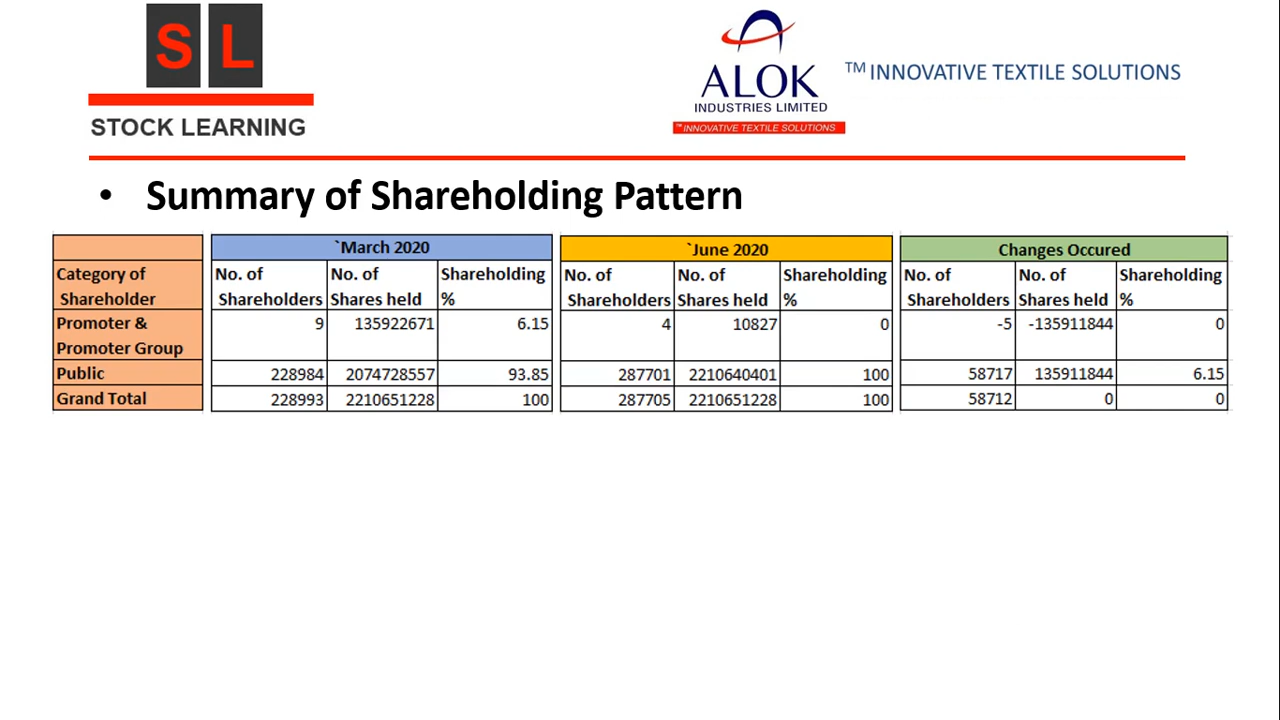 S L
STOCK LEARNING
ALOK
INDUSTRIES LIMITED
™INNOVATIVE TEXTILE SOLUTIONS
TM INNOVATIVE TEXTILE SOLUTIONS
• Summary of Shareholding Pattern
`March 2020 `June 2020 Changes Occured
Category of No. of No. of Shareholding No. of No. of Shareholding No. of No. of Shareholding
Shareholder Shareholders Shares held % Shareholders Shares held % Shareholders Shares held %
Promoter & 9 135922671 6.15 4 10827 0 -5 -135911844 0
Promoter Group
Public 228984 2074728557 93.85 287701 2210640401 100 58717 135911844 6.15
Grand Total 228993 2210651228 100 287705 2210651228 100 58712 0 0